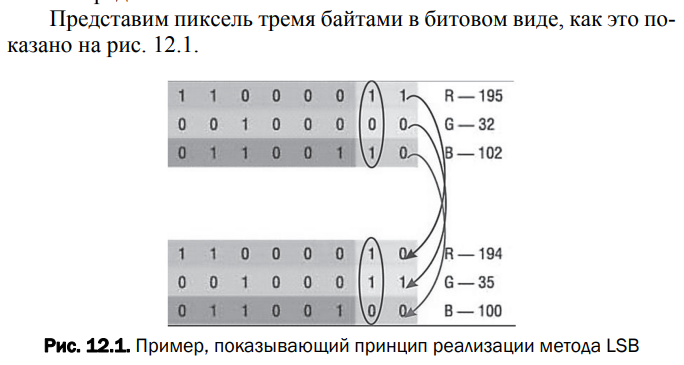 Представим пиксель тремя байтами в битовом виде, как это по-
казано на рис. 12.1.
1 1 0 0 0 0 1 1 R — 195
0 0 1 0 0 0 0 0 G — 32
0 1 1 0 0 1 1 0 B — 102
1 1 0 0 0 0 1 0 R — 194
0 0 1 0 0 0 1 1 G — 35
0 1 1 0 0 1 0 0 B — 100
Рис. 12.1. Пример, показывающий принцип реализации метода LSB